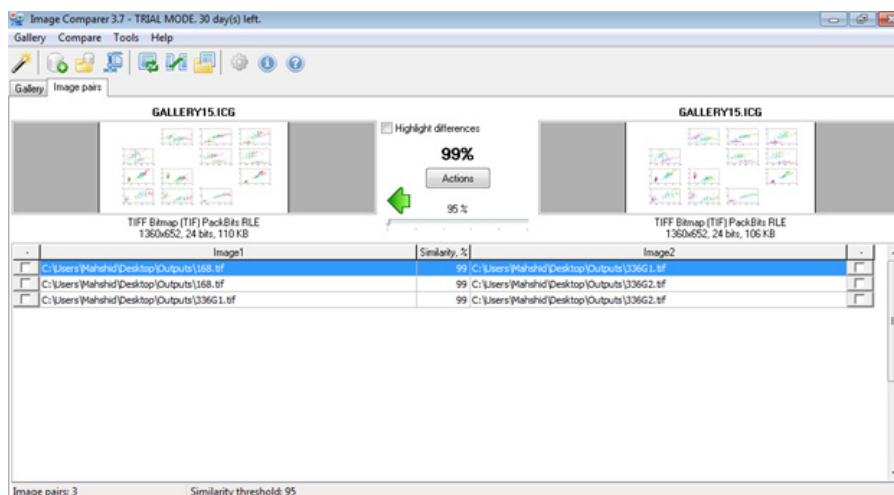 Image Comparer 3.7 - TRIAL MODE. 30 day(s) left.
Gallery Compare Tools Help
Gallery Image pairs
GALLERY15.ICG
GALLERY15.ICG
Highlight differences
99%
Actions
95 %
TIFF Bitmap (TIF) PackBits RLE
1360x652, 24 bits, 110 KB
TIFF Bitmap (TIF) PackBits RLE
1360x652, 24 bits, 106 KB
- Image1 Similarity, % Image2 -
C:\Users\Mahshid\Desktop\Outputs\168.tif 99 C:\Users\Mahshid\Desktop\Outputs\336G1.tif
C:\Users\Mahshid\Desktop\Outputs\168.tif 99 C:\Users\Mahshid\Desktop\Outputs\336G2.tif
C:\Users\Mahshid\Desktop\Outputs\336G1.tif 99 C:\Users\Mahshid\Desktop\Outputs\336G2.tif
Image pairs: 3 Similarity threshold: 95